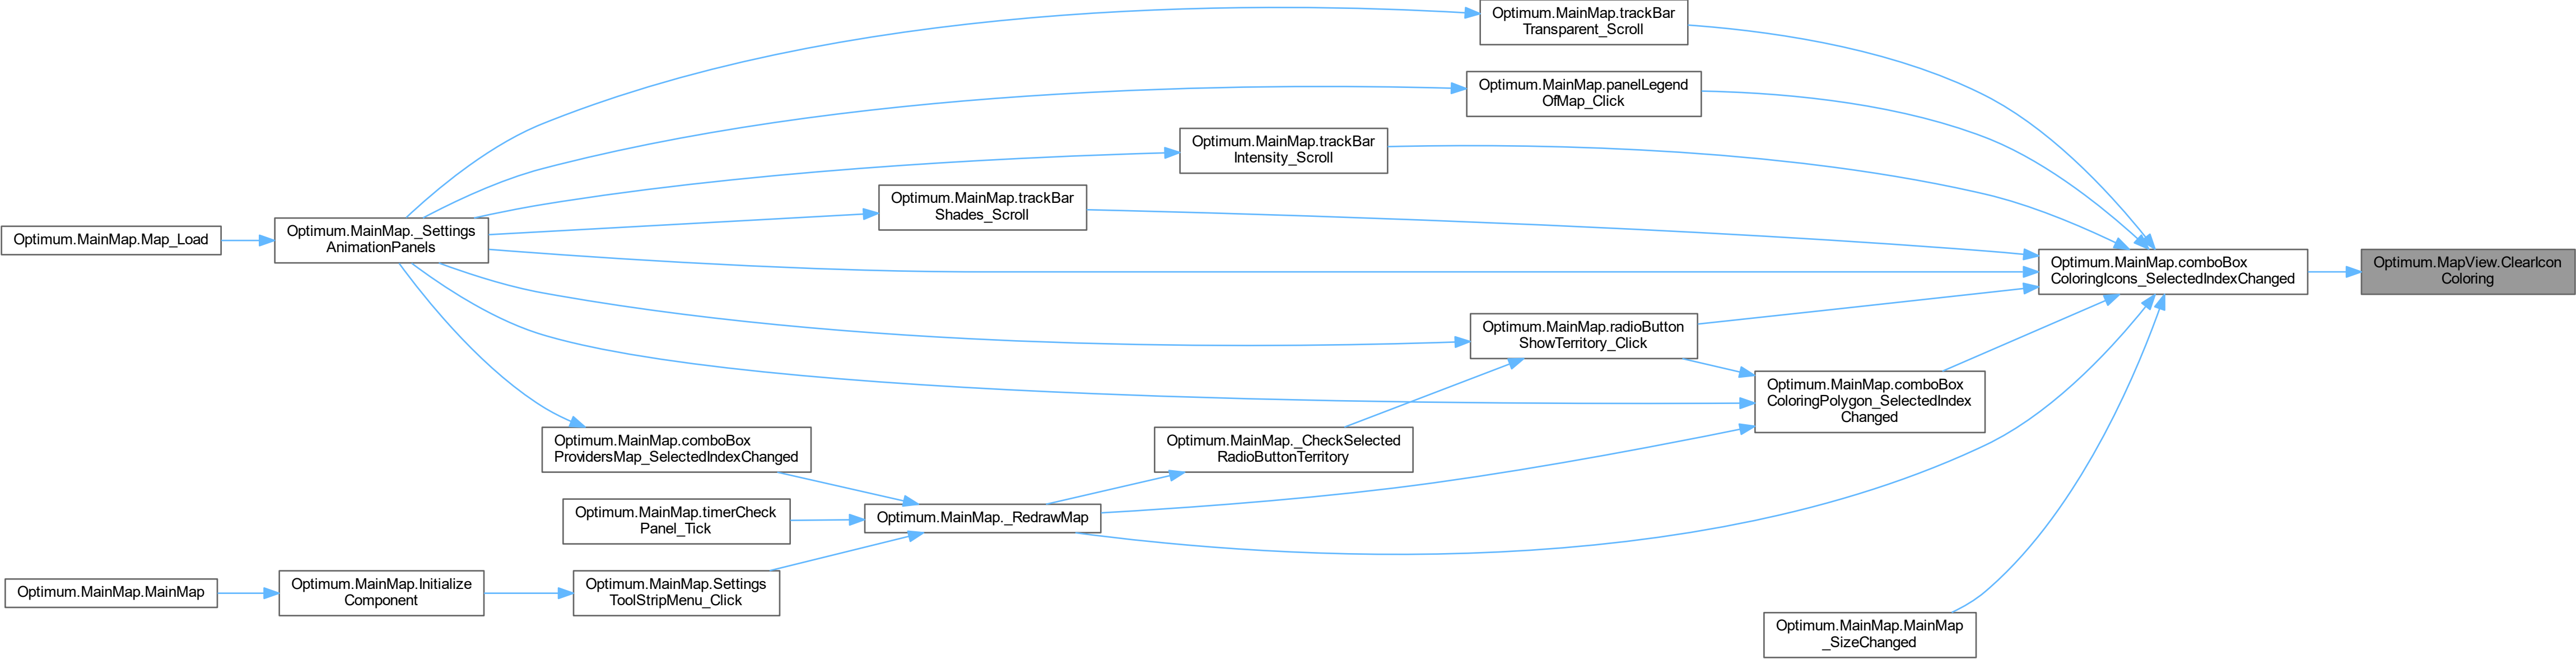 Optimum.MainMap.trackBar
Transparent_Scroll
Optimum.MainMap.panelLegend
OfMap_Click
Optimum.MainMap.trackBar
Intensity_Scroll
Optimum.MainMap.trackBar
Shades_Scroll
Optimum.MainMap.Map_Load
Optimum.MainMap._Settings
AnimationPanels
Optimum.MainMap.comboBox
ColoringIcons_SelectedIndexChanged
Optimum.MapView.ClearIcon
Coloring
Optimum.MainMap.radioButton
ShowTerritory_Click
Optimum.MainMap.comboBox
ColoringPolygon_SelectedIndex
Changed
Optimum.MainMap.comboBox
ProvidersMap_SelectedIndexChanged
Optimum.MainMap._CheckSelected
RadioButtonTerritory
Optimum.MainMap.timerCheck
Panel_Tick
Optimum.MainMap._RedrawMap
Optimum.MainMap.MainMap
Optimum.MainMap.Initialize
Component
Optimum.MainMap.Settings
ToolStripMenu_Click
Optimum.MainMap.MainMap
_SizeChanged